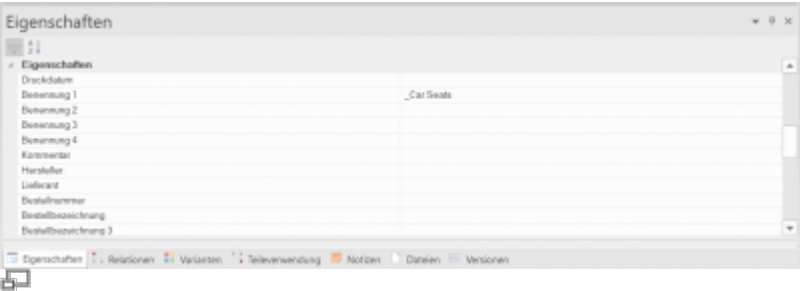 Eigenschaften
Eigenschaften
Druckdatum
Benennung 1 _Car Seats
Benennung 2
Benennung 3
Benennung 4
Kommentar
Hersteller
Lieferant
Bestellnummer
Bestellbezeichnung
Bestellbezeichnung 3
Eigenschaften Relationen Varianten Teileverwendung Notizen Dateien Versionen